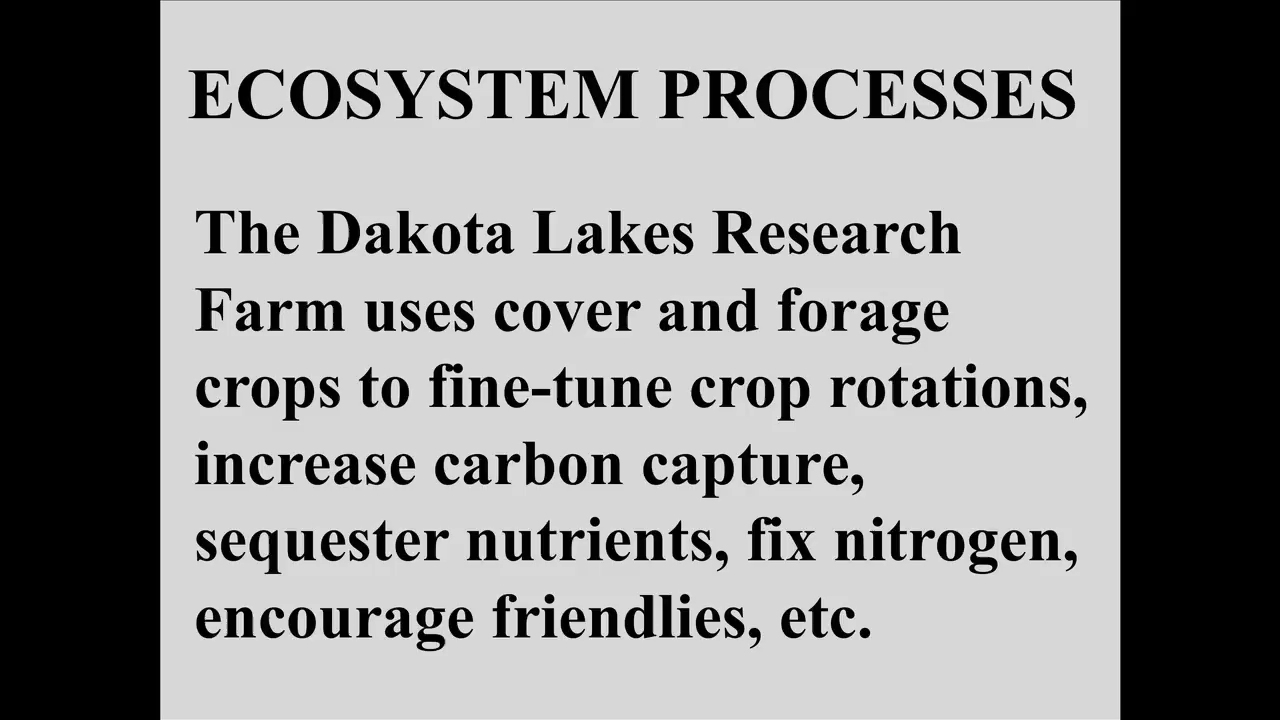 ECOSYSTEM PROCESSES
The Dakota Lakes Research
Farm uses cover and forage
crops to fine-tune crop rotations,
increase carbon capture,
sequester nutrients, fix nitrogen,
encourage friendlies, etc.